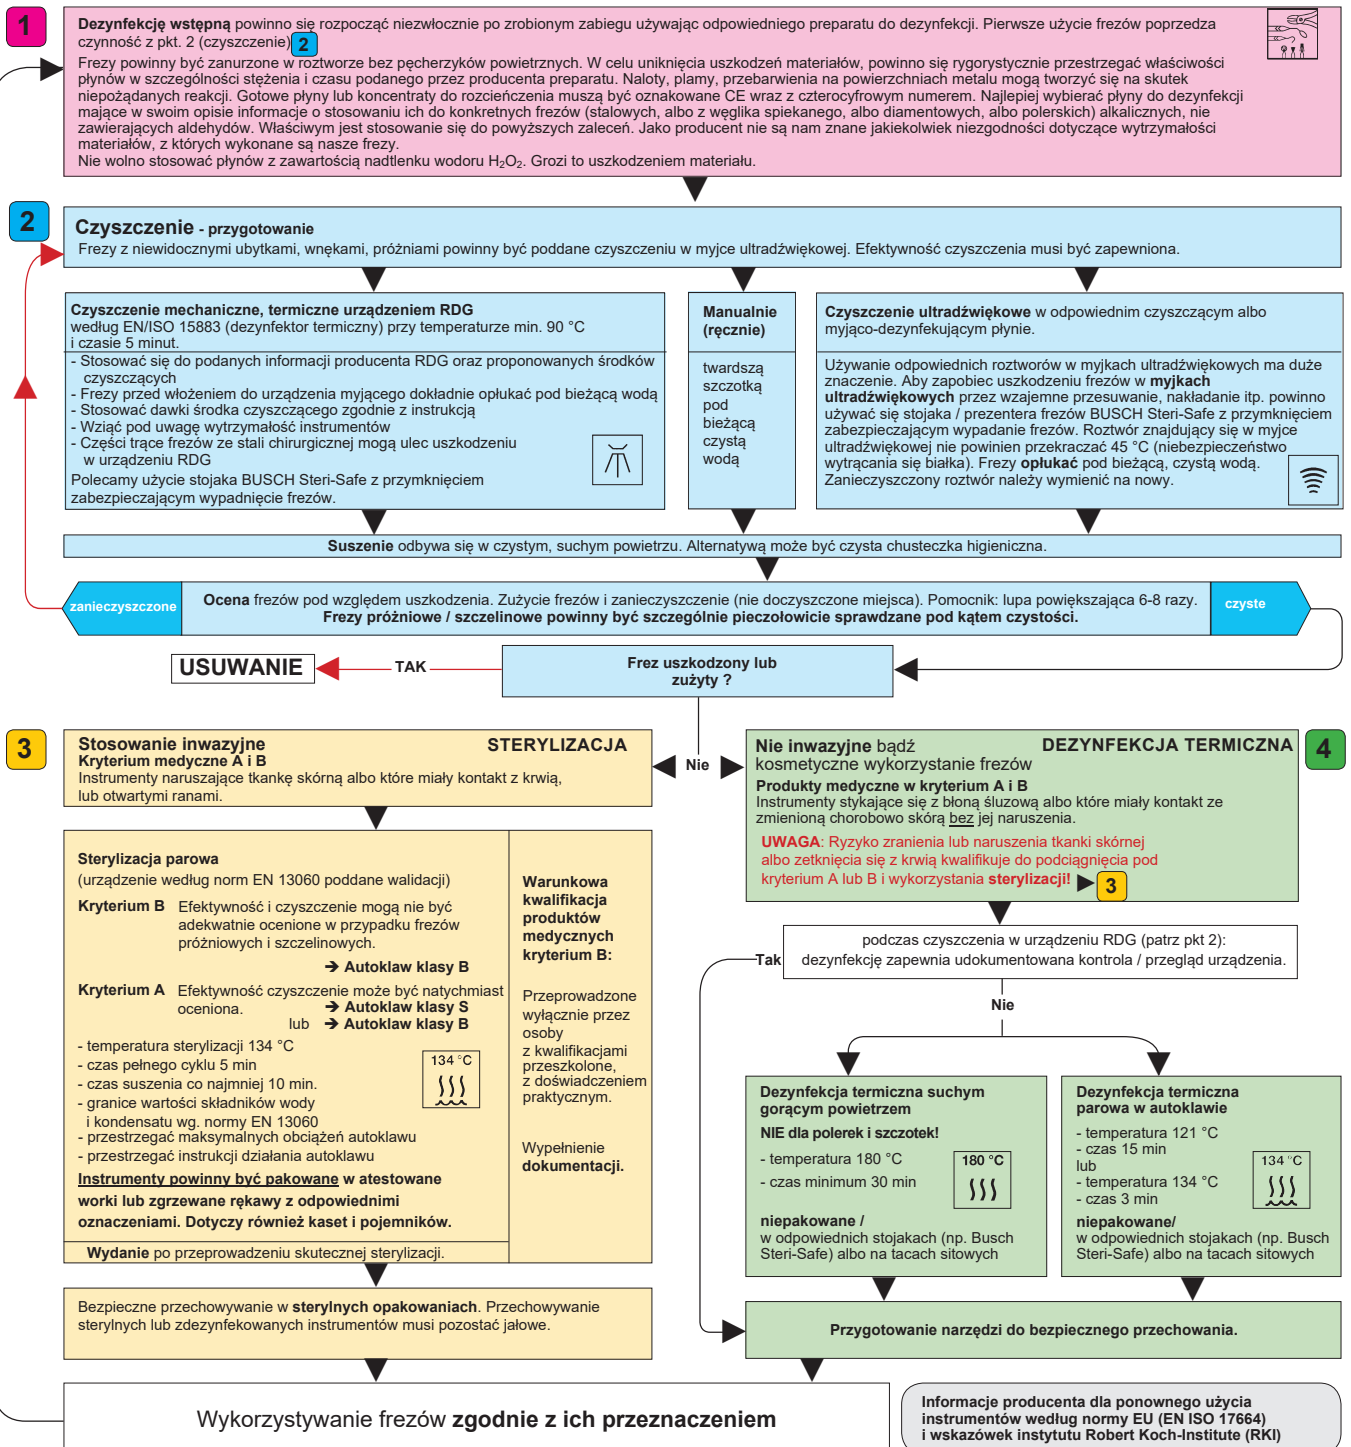 1
Dezynfekcję wstępną powinno się rozpocząć niezwłocznie po zrobionym zabiegu używając odpowiedniego preparatu do dezynfekcji. Pierwsze użycie frezów poprzedza
czynność z pkt. 2 (czyszczenie) 2
Frezy powinny być zanurzone w roztworze bez pęcherzyków powietrznych. W celu uniknięcia uszkodzeń materiałów, powinno się rygorystycznie przestrzegać właściwości
płynów w szczególności stężenia i czasu podanego przez producenta preparatu. Naloty, plamy, przebarwienia na powierzchniach metalu mogą tworzyć się na skutek
niepożądanych reakcji. Gotowe płyny lub koncentraty do rozcieńczenia muszą być oznakowane CE wraz z czterocyfrowym numerem. Najlepiej wybierać płyny do dezynfekcji
mające w swoim opisie informacje o stosowaniu ich do konkretnych frezów (stalowych, albo z węglika spiekanego, albo diamentowych, albo polerskich) alkalicznych, nie
zawierających aldehydów. Właściwym jest stosowanie się do powyższych zaleceń. Jako producent nie są nam znane jakiekolwiek niezgodności dotyczące wytrzymałości
materiałów, z których wykonane są nasze frezy.
Nie wolno stosować płynów z zawartością nadtlenku wodoru H₂O₂. Grozi to uszkodzeniem materiału.
2
Czyszczenie - przygotowanie
Frezy z niewidocznymi ubytkami, wnękami, próżniami powinny być poddane czyszczeniu w myjce ultradźwiękowej. Efektywność czyszczenia musi być zapewniona.
Czyszczenie mechaniczne, termiczne urządzeniem RDG
według EN/ISO 15883 (dezynfektor termiczny) przy temperaturze min. 90 °C
i czasie 5 minut.
- Stosować się do podanych informacji producenta RDG oraz proponowanych środków
czyszczących
- Frezy przed włożeniem do urządzenia myjącego dokładnie opłukać pod bieżącą wodą
- Stosować dawki środka czyszczącego zgodnie z instrukcją
- Wziąć pod uwagę wytrzymałość instrumentów
- Części trące frezów ze stali chirurgicznej mogą ulec uszkodzeniu
w urządzeniu RDG
Polecamy użycie stojaka BUSCH Steri-Safe z przymknięciem
zabezpieczającym wypadnięcie frezów.
Manualnie
(ręcznie)
twardszą
szczotką
pod
bieżącą
czystą
wodą
Czyszczenie ultradźwiękowe w odpowiednim czyszczącym albo
myjąco-dezynfekującym płynie.
Używanie odpowiednich roztworów w myjkach ultradźwiękowych ma duże
znaczenie. Aby zapobiec uszkodzeniu frezów w myjkach
ultradźwiękowych przez wzajemne przesuwanie, nakładanie itp. powinno
używać się stojaka / prezentera frezów BUSCH Steri-Safe z przymknięciem
zabezpieczającym wypadanie frezów. Roztwór znajdujący się w myjce
ultradźwiękowej nie powinien przekraczać 45 °C (niebezpieczeństwo
wytrącania się białka). Frezy opłukać pod bieżącą, czystą wodą.
Zanieczyszczony roztwór należy wymienić na nowy.
Suszenie odbywa się w czystym, suchym powietrzu. Alternatywą może być czysta chusteczka higieniczna.
zanieczyszczone
Ocena frezów pod względem uszkodzenia. Zużycie frezów i zanieczyszczenie (nie doczyszczone miejsca). Pomocnik: lupa powiększająca 6-8 razy.
Frezy próżniowe / szczelinowe powinny być szczególnie pieczołowicie sprawdzane pod kątem czystości.
czyste
USUWANIE
TAK
Frez uszkodzony lub
zużyty ?
Nie
3
Stosowanie inwazyjne STERYLIZACJA
Kryterium medyczne A i B
Instrumenty naruszające tkankę skórną albo które miały kontakt z krwią,
lub otwartymi ranami.
Sterylizacja parowa
(urządzenie według norm EN 13060 poddane walidacji)
Kryterium B Efektywność i czyszczenie mogą nie być
adekwatnie ocenione w przypadku frezów
próżniowych i szczelinowych.
➔ Autoklaw klasy B
Kryterium A Efektywność czyszczenie może być natychmiast
oceniona. ➔ Autoklaw klasy S
lub ➔ Autoklaw klasy B
- temperatura sterylizacji 134 °C
- czas pełnego cyklu 5 min
- czas suszenia co najmniej 10 min.
- granice wartości składników wody
i kondensatu wg. normy EN 13060
- przestrzegać maksymalnych obciążeń autoklawu
- przestrzegać instrukcji działania autoklawu
134 °C
Instrumenty powinny być pakowane w atestowane
worki lub zgrzewane rękawy z odpowiednimi
oznaczeniami. Dotyczy również kaset i pojemników.
Wydanie po przeprowadzeniu skutecznej sterylizacji.
Warunkowa
kwalifikacja
produktów
medycznych
kryterium B:
Przeprowadzone
wyłącznie przez
osoby
z kwalifikacjami
przeszkolone,
z doświadczeniem
praktycznym.
Wypełnienie
dokumentacji.
Bezpieczne przechowywanie w sterylnych opakowaniach. Przechowywanie
sterylnych lub zdezynfekowanych instrumentów musi pozostać jałowe.
4
Nie inwazyjne bądź DEZYNFEKCJA TERMICZNA
kosmetyczne wykorzystanie frezów
Produkty medyczne w kryterium A i B
Instrumenty stykające się z błoną śluzową albo które miały kontakt ze
zmienioną chorobowo skórą bez jej naruszenia.
UWAGA: Ryzyko zranienia lub naruszenia tkanki skórnej
albo zetknięcia się z krwią kwalifikuje do podciągnięcia pod
kryterium A lub B i wykorzystania sterylizacji! 3
podczas czyszczenia w urządzeniu RDG (patrz pkt 2):
dezynfekcję zapewnia udokumentowana kontrola / przegląd urządzenia.
Tak
Nie
Dezynfekcja termiczna suchym
gorącym powietrzem
NIE dla polerek i szczotek!
- temperatura 180 °C
- czas minimum 30 min
180 °C
niepakowane /
w odpowiednich stojakach (np. Busch
Steri-Safe) albo na tacach sitowych
Dezynfekcja termiczna
parowa w autoklawie
- temperatura 121 °C
- czas 15 min
lub
- temperatura 134 °C
- czas 3 min
134 °C
niepakowane/
w odpowiednich stojakach (np. Busch
Steri-Safe) albo na tacach sitowych
Przygotowanie narzędzi do bezpiecznego przechowania.
Wykorzystywanie frezów zgodnie z ich przeznaczeniem
Informacje producenta dla ponownego użycia
instrumentów według normy EU (EN ISO 17664)
i wskazówek instytutu Robert Koch-Institute (RKI)